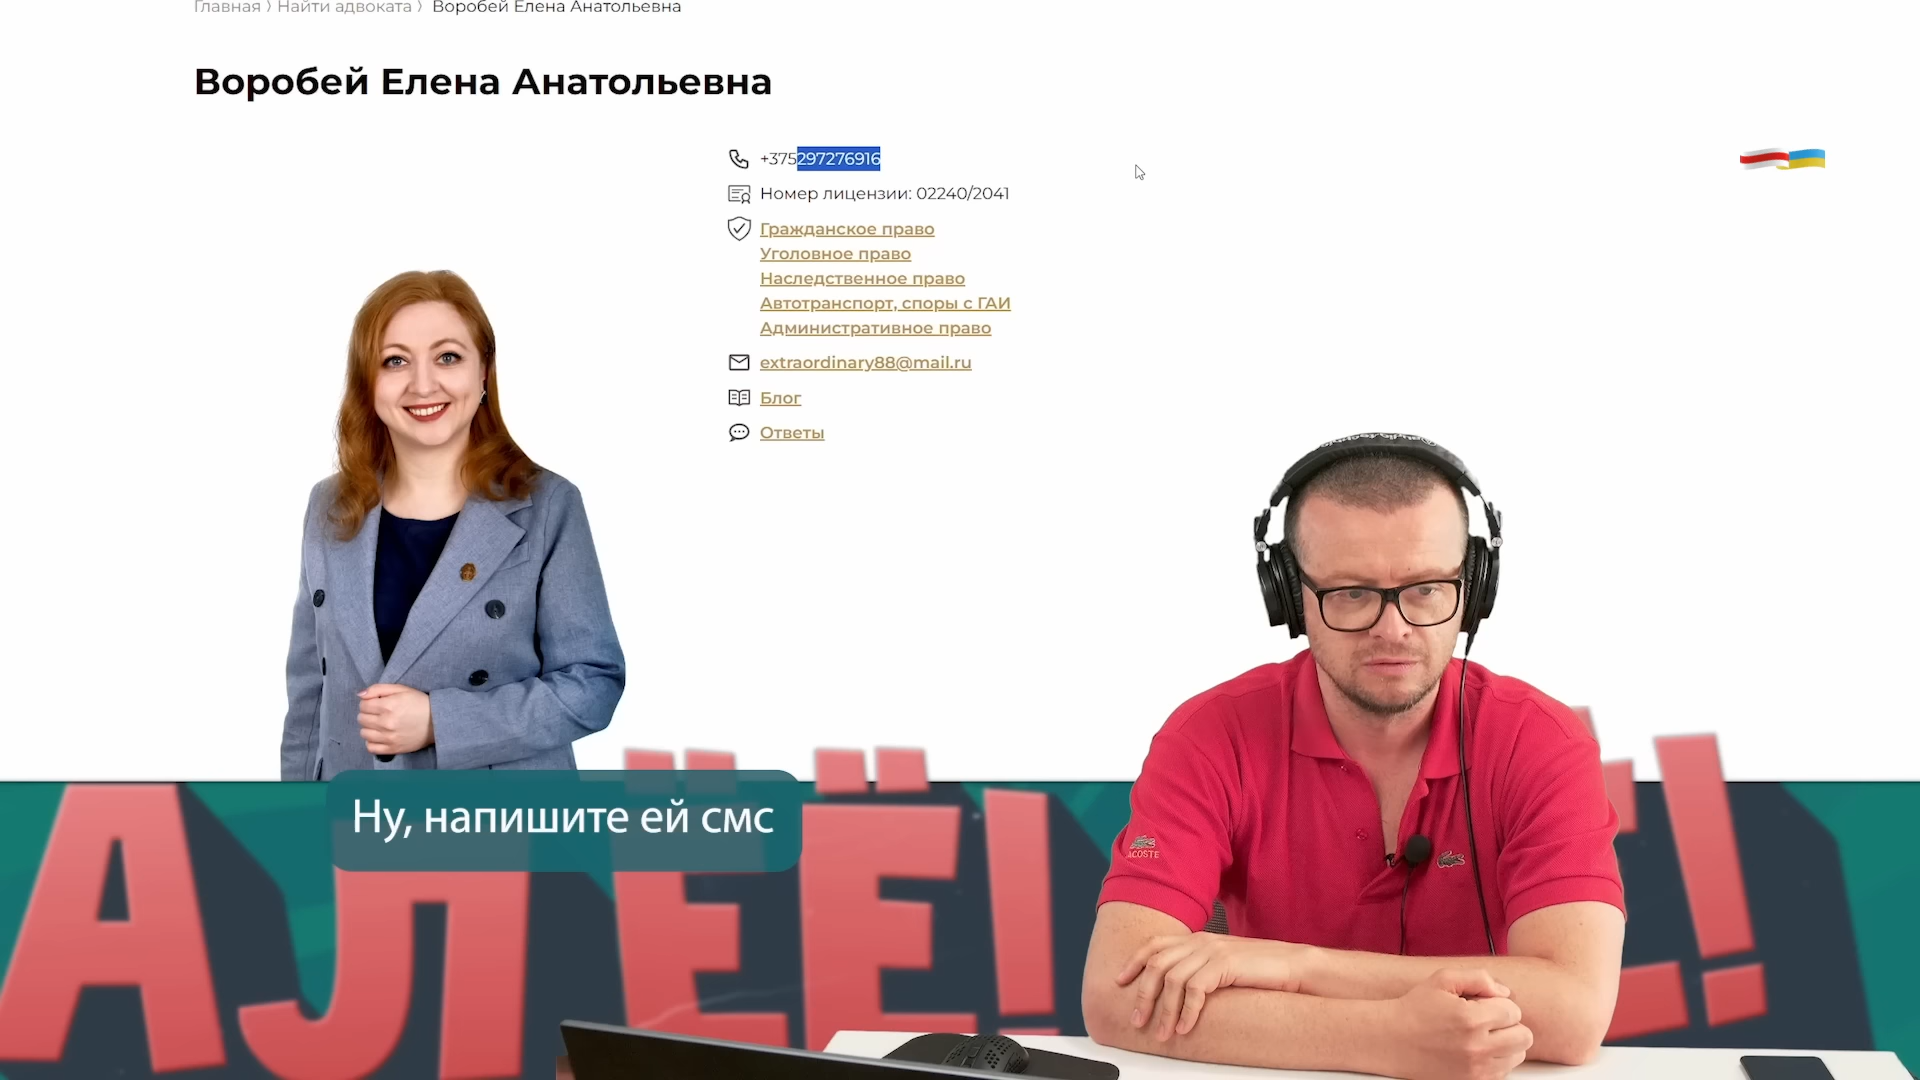 Главная ⟩ Найти адвоката ⟩ Воробей Елена Анатольевна
Воробей Елена Анатольевна
+375297276916
Номер лицензии: 02240/2041
Гражданское право
Уголовное право
Наследственное право
Автотранспорт, споры с ГАИ
Административное право
extraordinary88@mail.ru
Блог
Ответы
Ну, напишите ей смс
АЛЁЁ!
Ё!
LACOSTE